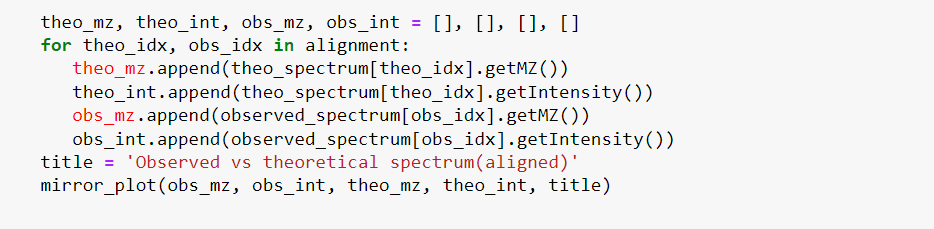 theo_mz, theo_int, obs_mz, obs_int = [], [], [], []
for theo_idx, obs_idx in alignment:
   theo_mz.append(theo_spectrum[theo_idx].getMZ())
   theo_int.append(theo_spectrum[theo_idx].getIntensity())
   obs_mz.append(observed_spectrum[obs_idx].getMZ())
   obs_int.append(observed_spectrum[obs_idx].getIntensity())
title = 'Observed vs theoretical spectrum(aligned)'
mirror_plot(obs_mz, obs_int, theo_mz, theo_int, title)